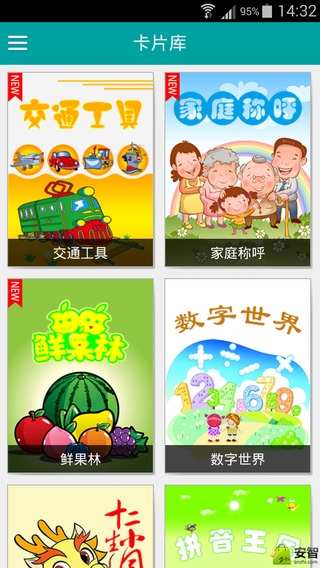 14:32
卡片库
NEW
交通工具
交通工具
NEW
家庭称呼
家庭称呼
NEW
鲜果林
鲜果林
数字世界
1 2 4 6 7 9
数字世界
十二生肖
拼音王国
安智
anzhi.com